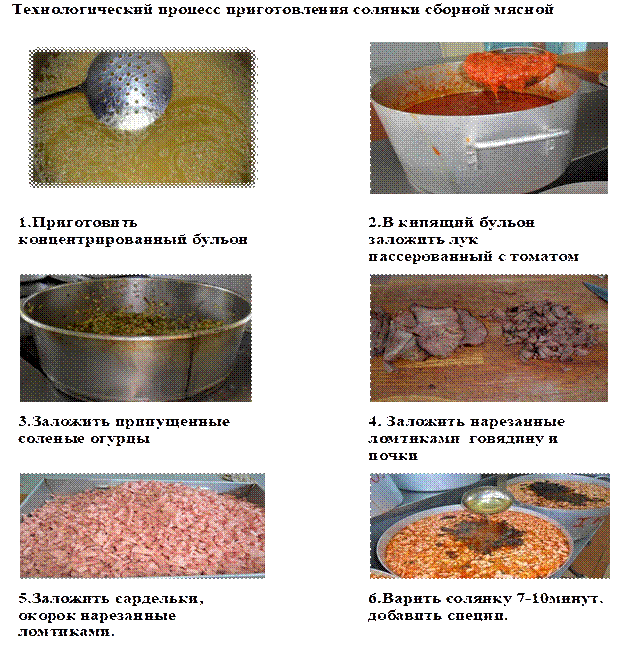 Технологический процесс приготовления солянки сборной мясной
1.Приготовить
концентрированный бульон
2.В кипящий бульон
заложить лук
пассерованный с томатом
3.Заложить припущенные
соленые огурцы
4. Заложить нарезанные
ломтиками говядину и
почки
5.Заложить сардельки,
окорок нарезанные
ломтиками.
6.Варить солянку 7-10минут,
добавить специи.